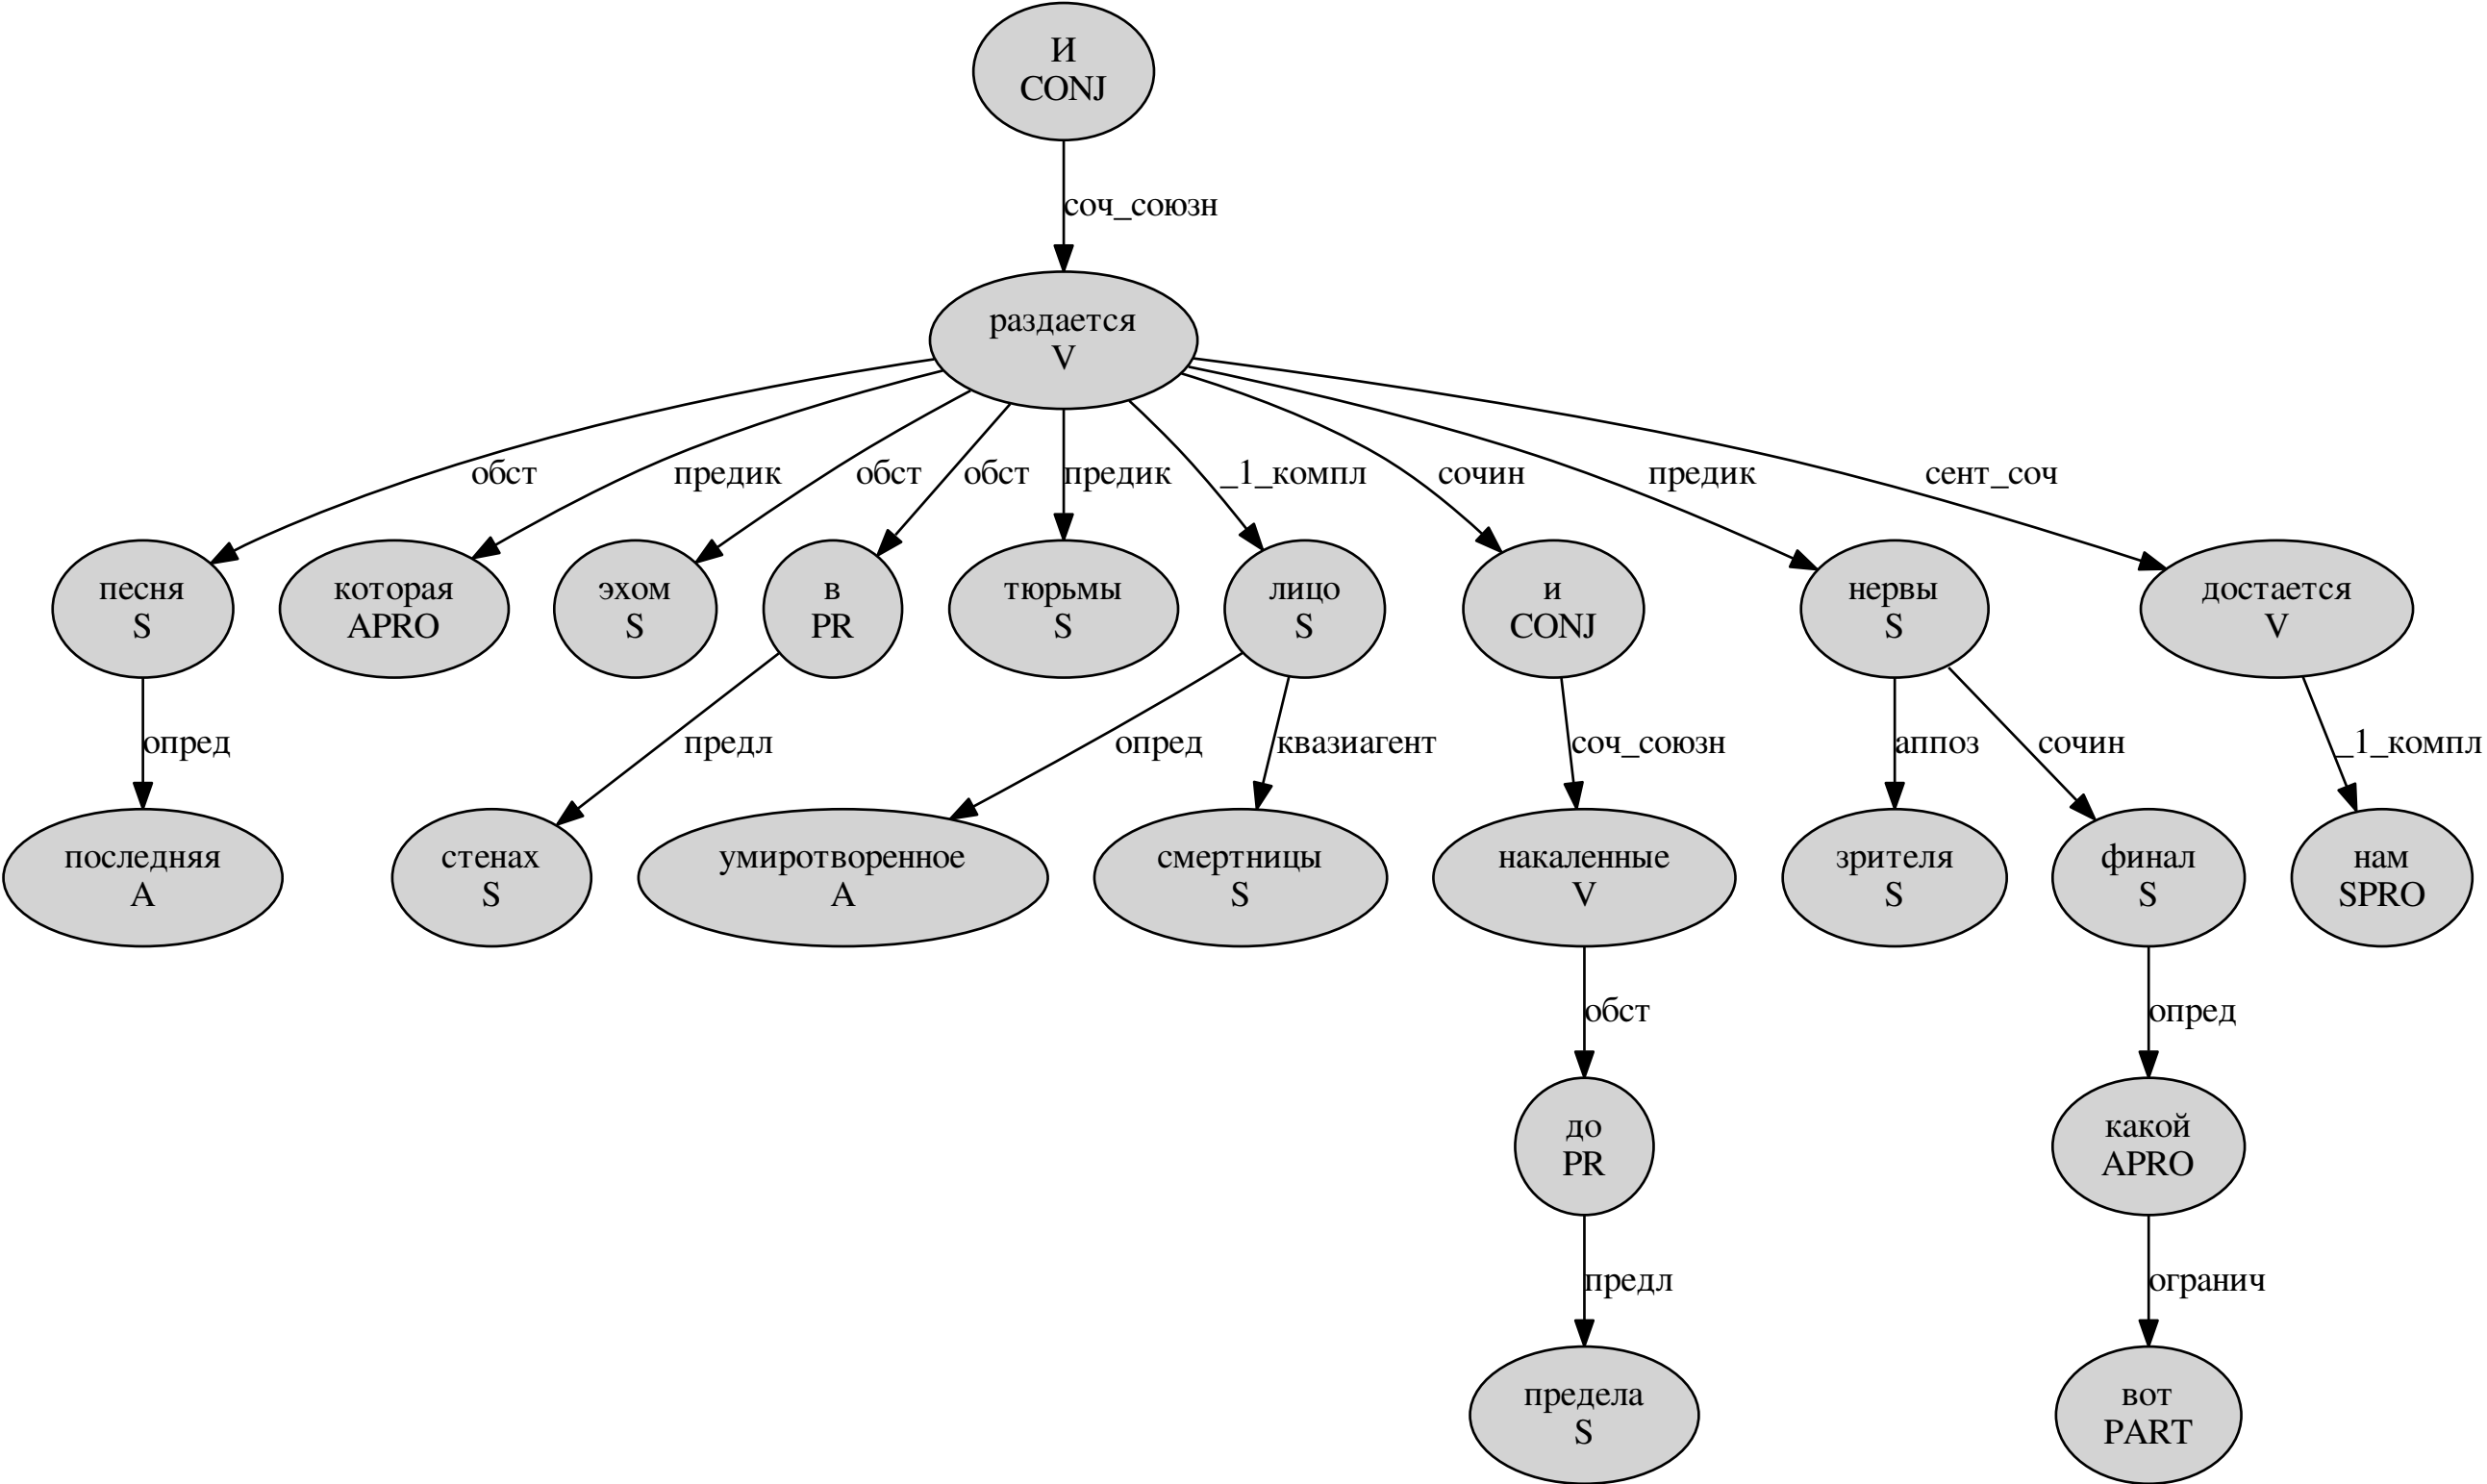 И
CONJ
соч_союзн
раздается
V
обст
предик
обст
обст
предик
_1_компл
сочин
предик
сент_соч
песня
S
которая
APRO
эхом
S
в
PR
тюрьмы
S
лицо
S
и
CONJ
нервы
S
достается
V
опред
предл
опред
квазиагент
соч_союзн
аппоз
сочин
_1_компл
последняя
A
стенах
S
умиротворенное
A
смертницы
S
накаленные
V
зрителя
S
финал
S
нам
SPRO
обст
опред
до
PR
какой
APRO
предл
огранич
предела
S
вот
PART